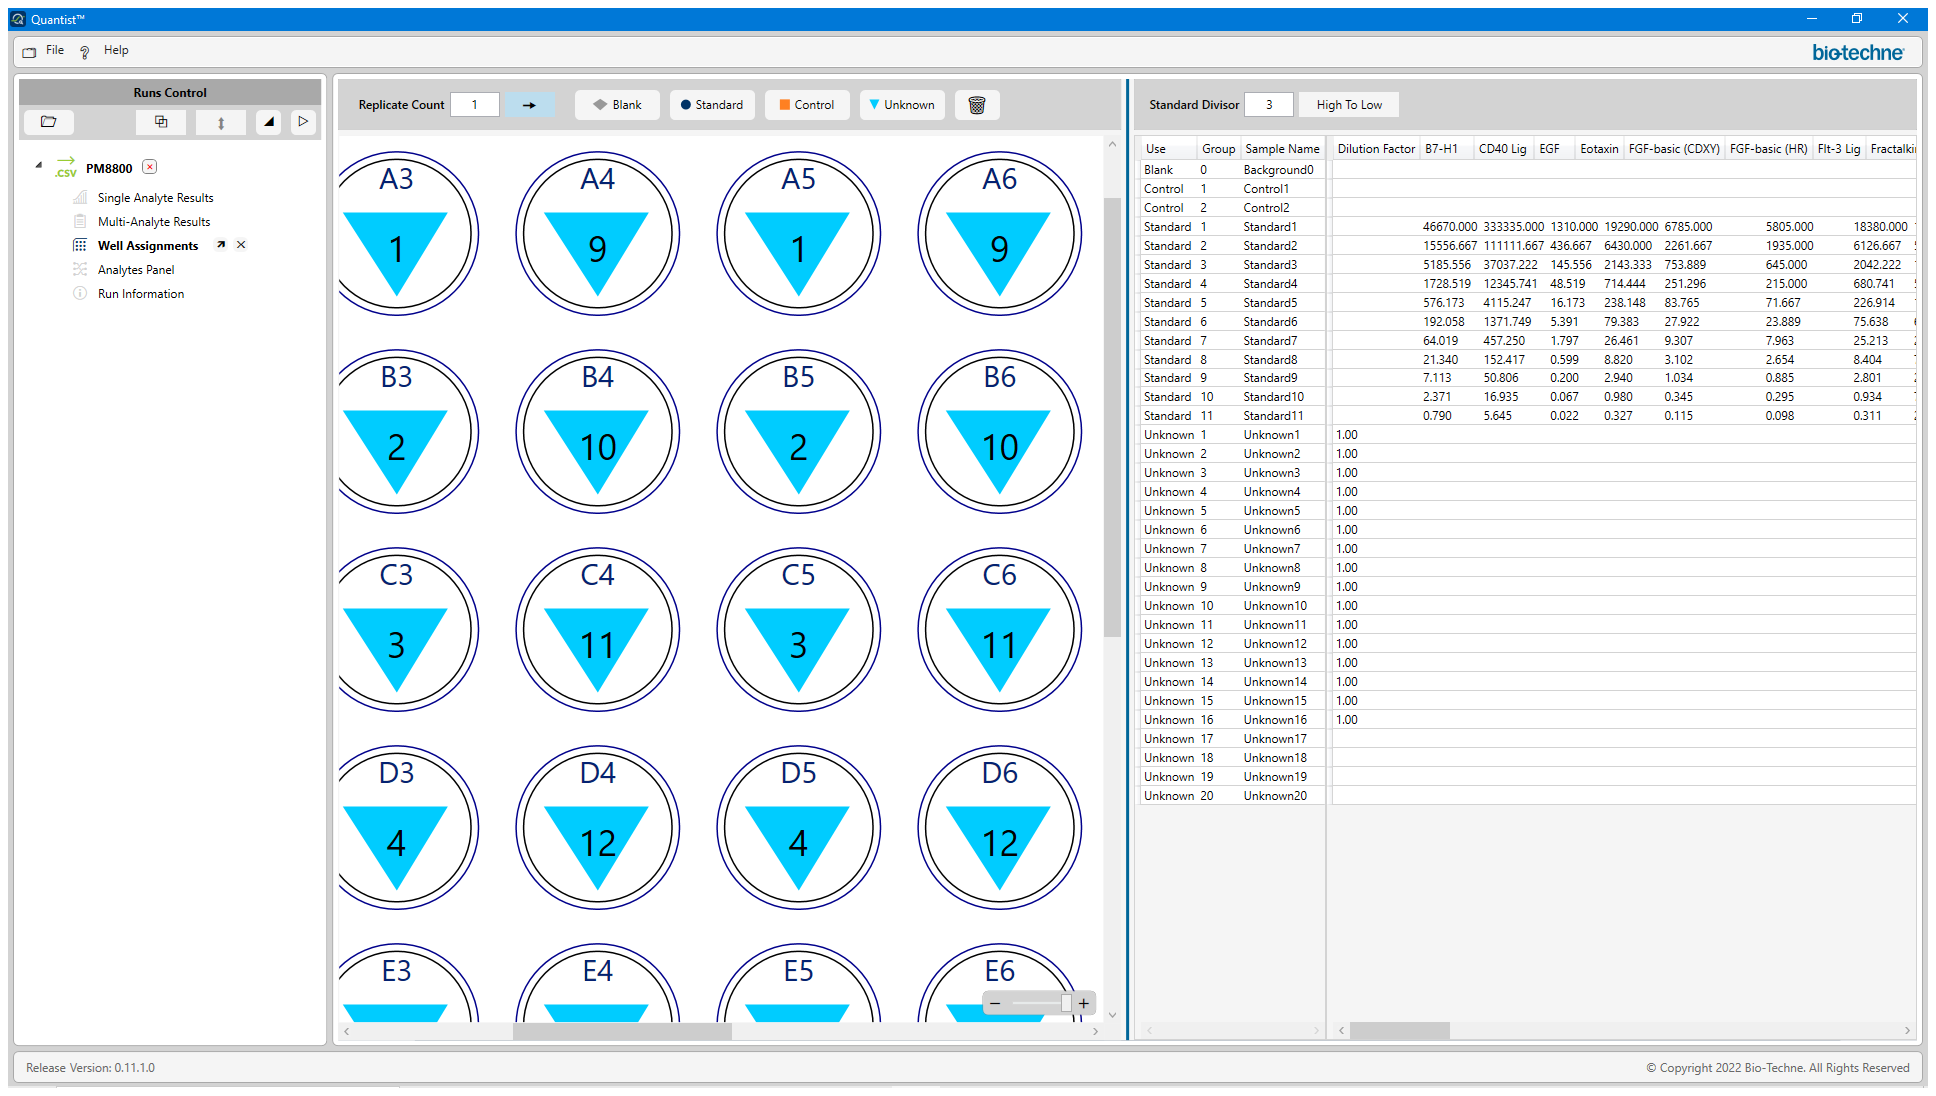 Quantist™
File ? Help
bio-techne
Runs Control
PM8800
.csv
Single Analyte Results
Multi-Analyte Results
Well Assignments
Analytes Panel
Run Information
Replicate Count 1 Blank Standard Control Unknown
A3 A4 A5 A6
1 9 1 9
B3 B4 B5 B6
2 10 2 10
C3 C4 C5 C6
3 11 3 11
D3 D4 D5 D6
4 12 4 12
E3 E4 E5 E6
Standard Divisor 3 High To Low
Use Group Sample Name Dilution Factor B7-H1 CD40 Lig EGF Eotaxin FGF-basic (CDXY) FGF-basic (HR) Flt-3 Lig
Blank 0 Background0
Control 1 Control1
Control 2 Control2
Standard 1 Standard1 46670.000 333335.000 1310.000 19290.000 6785.000 5805.000 18380.000
Standard 2 Standard2 15556.667 111111.667 436.667 6430.000 2261.667 1935.000 6126.667
Standard 3 Standard3 5185.556 37037.222 145.556 2143.333 753.889 645.000 2042.222
Standard 4 Standard4 1728.519 12345.741 48.519 714.444 251.296 215.000 680.741
Standard 5 Standard5 576.173 4115.247 16.173 238.148 83.765 71.667 226.914
Standard 6 Standard6 192.058 1371.749 5.391 79.383 27.922 23.889 75.638
Standard 7 Standard7 64.019 457.250 1.797 26.461 9.307 7.963 25.213
Standard 8 Standard8 21.340 152.417 0.599 8.820 3.102 2.654 8.404
Standard 9 Standard9 7.113 50.806 0.200 2.940 1.034 0.885 2.801
Standard 10 Standard10 2.371 16.935 0.067 0.980 0.345 0.295 0.934
Standard 11 Standard11 0.790 5.645 0.022 0.327 0.115 0.098 0.311
Unknown 1 Unknown1 1.00
Unknown 2 Unknown2 1.00
Unknown 3 Unknown3 1.00
Unknown 4 Unknown4 1.00
Unknown 5 Unknown5 1.00
Unknown 6 Unknown6 1.00
Unknown 7 Unknown7 1.00
Unknown 8 Unknown8 1.00
Unknown 9 Unknown9 1.00
Unknown 10 Unknown10 1.00
Unknown 11 Unknown11 1.00
Unknown 12 Unknown12 1.00
Unknown 13 Unknown13 1.00
Unknown 14 Unknown14 1.00
Unknown 15 Unknown15 1.00
Unknown 16 Unknown16 1.00
Unknown 17 Unknown17
Unknown 18 Unknown18
Unknown 19 Unknown19
Unknown 20 Unknown20
Release Version: 0.11.1.0
© Copyright 2022 Bio-Techne. All Rights Reserved